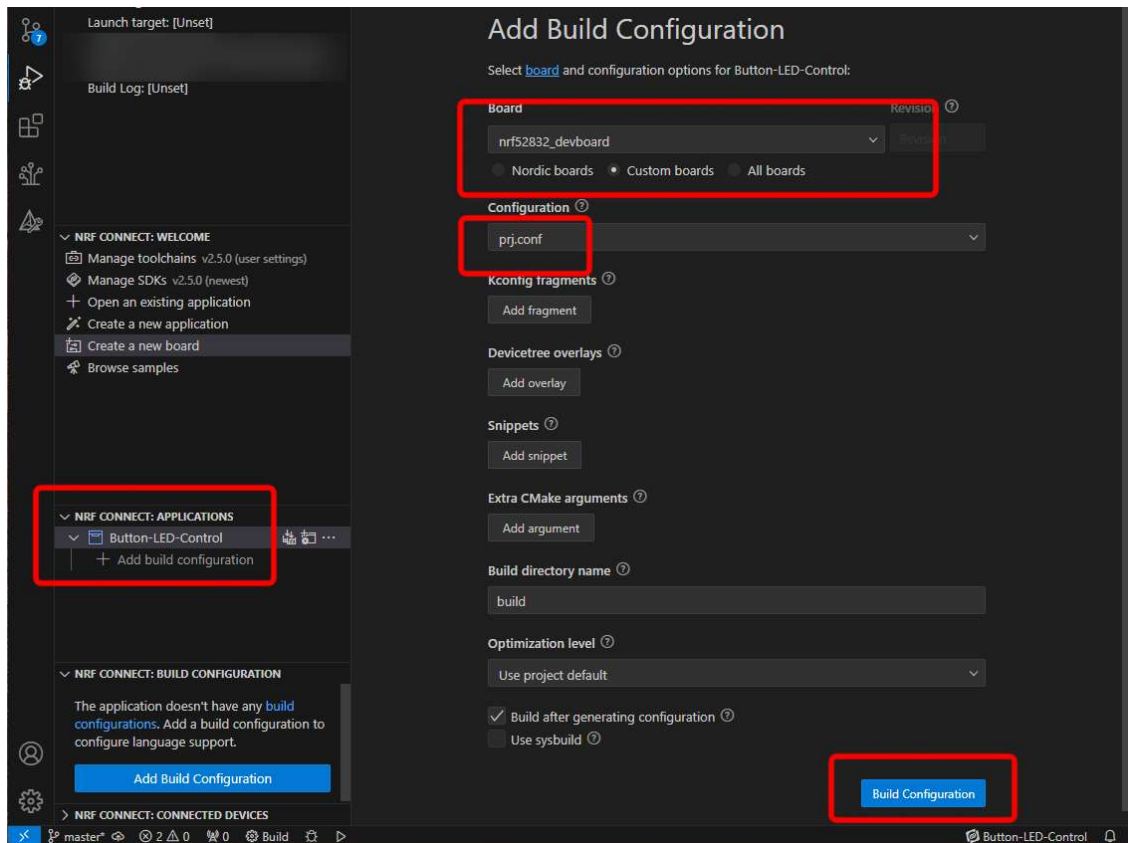 Launch target: [Unset]
Build Log: [Unset]
7
NRF CONNECT: WELCOME
Manage toolchains v2.5.0 (user settings)
Manage SDKs v2.5.0 (newest)
Open an existing application
Create a new application
Create a new board
Browse samples
NRF CONNECT: APPLICATIONS
Button-LED-Control
Add build configuration
NRF CONNECT: BUILD CONFIGURATION
The application doesn't have any build
configurations. Add a build configuration to
configure language support.
Add Build Configuration
NRF CONNECT: CONNECTED DEVICES
Add Build Configuration
Select board and configuration options for Button-LED-Control:
Board Revision
nrf52832_devboard Revision
Nordic boards Custom boards All boards
Configuration
prj.conf
Kconfig fragments
Add fragment
Devicetree overlays
Add overlay
Snippets
Add snippet
Extra CMake arguments
Add argument
Build directory name
build
Optimization level
Use project default
Build after generating configuration
Use sysbuild
Build Configuration
master* 2 0 0 Build Button-LED-Control